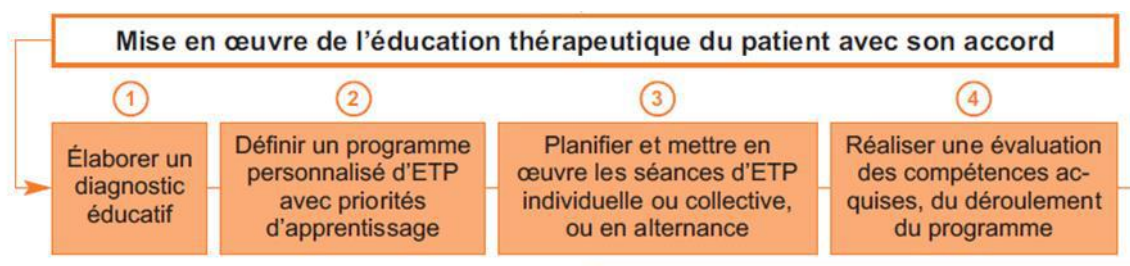 Mise en œuvre de l'éducation thérapeutique du patient avec son accord
1
Élaborer un
diagnostic
éducatif
2
Définir un programme
personnalisé d'ETP
avec priorités
d'apprentissage
3
Planifier et mettre en
œuvre les séances d'ETP
individuelle ou collective,
ou en alternance
4
Réaliser une évaluation
des compétences ac-
quises, du déroulement
du programme